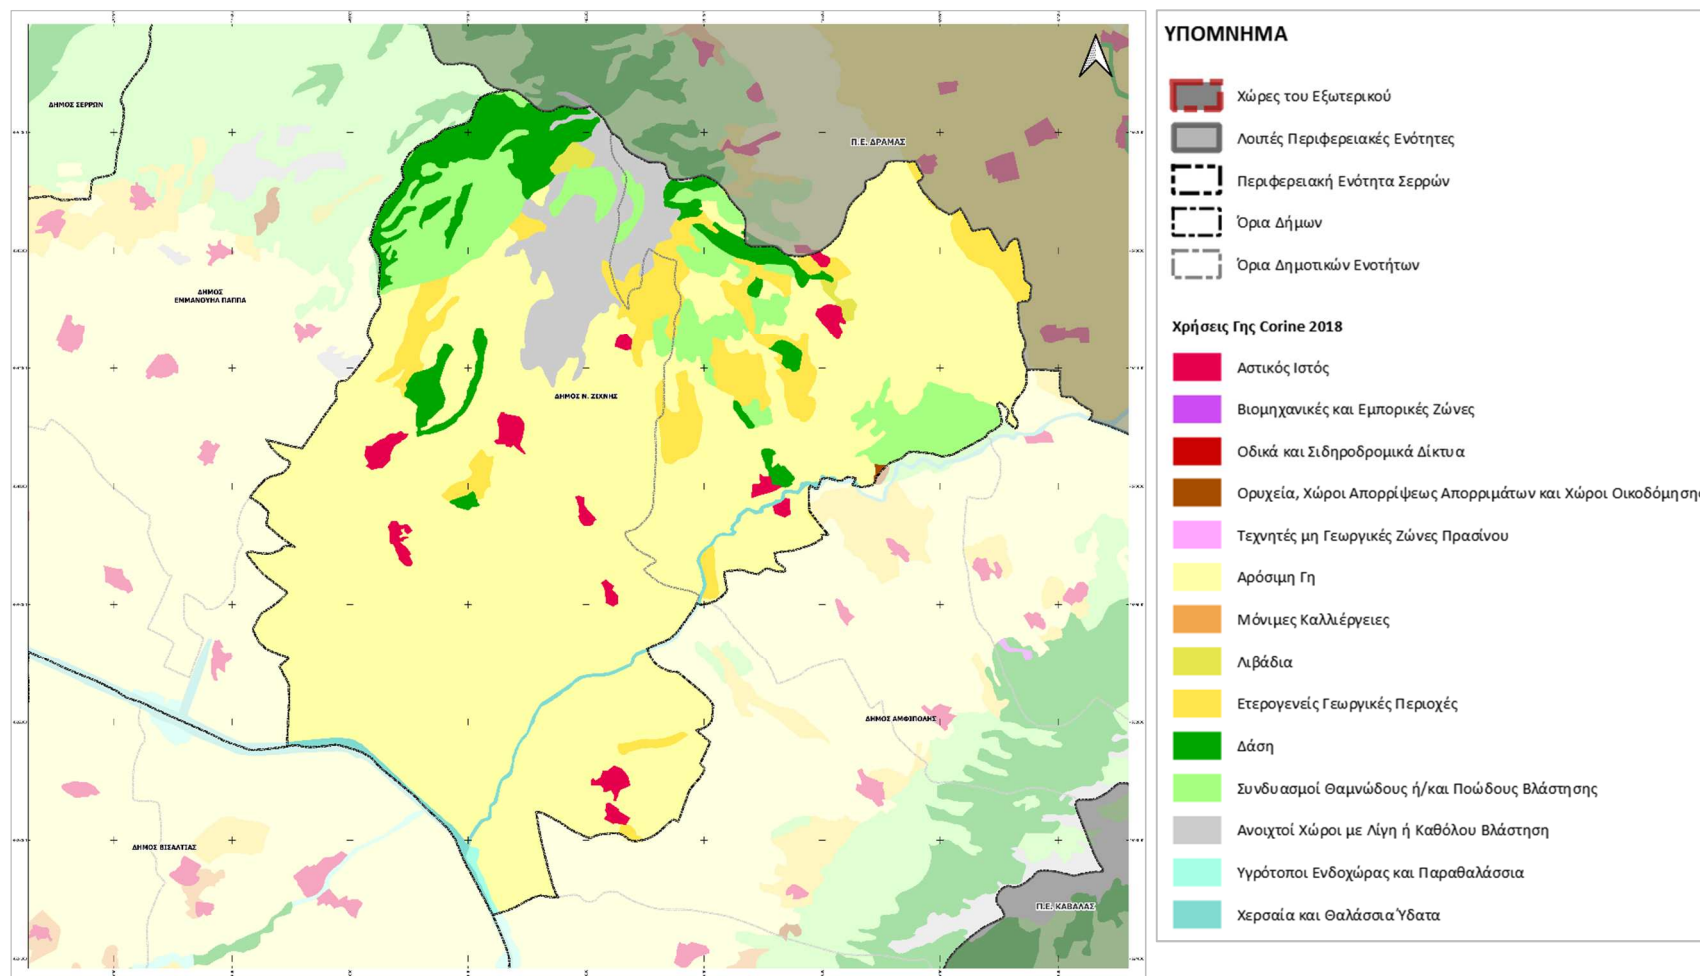 ΥΠΟΜΝΗΜΑ
Χώρες του Εξωτερικού
Λοιπές Περιφερειακές Ενότητες
Περιφερειακή Ενότητα Σερρών
Όρια Δήμων
Όρια Δημοτικών Ενοτήτων
Χρήσεις Γης Corine 2018
Αστικός Ιστός
Βιομηχανικές και Εμπορικές Ζώνες
Οδικά και Σιδηροδρομικά Δίκτυα
Ορυχεία, Χώροι Απορρίψεως Απορριμάτων και Χώροι Οικοδόμησης
Τεχνητές μη Γεωργικές Ζώνες Πρασίνου
Αρόσιμη Γη
Μόνιμες Καλλιέργειες
Λιβάδια
Ετερογενείς Γεωργικές Περιοχές
Δάση
Συνδυασμοί Θαμνώδους ή/και Ποώδους Βλάστησης
Ανοιχτοί Χώροι με Λίγη ή Καθόλου Βλάστηση
Υγρότοποι Ενδοχώρας και Παραθαλάσσια
Χερσαία και Θαλάσσια Ύδατα
ΔΗΜΟΣ ΣΕΡΡΩΝ
Π.Ε. ΔΡΑΜΑΣ
ΔΗΜΟΣ
ΕΜΜΑΝΟΥΗΛ ΠΑΠΠΑ
ΔΗΜΟΣ Ν. ΖΙΧΝΗΣ
ΔΗΜΟΣ ΑΜΦΙΠΟΛΗΣ
ΔΗΜΟΣ ΒΙΣΑΛΤΙΑΣ
Π.Ε. ΚΑΒΑΛΑΣ